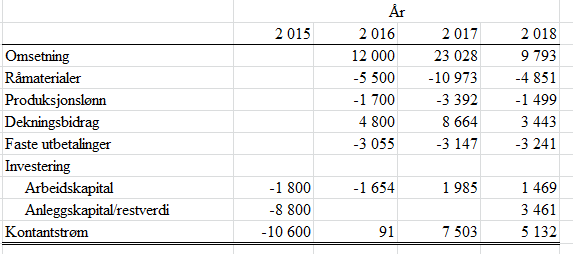 År
2 015 2 016 2 017 2 018
Omsetning 12 000 23 028 9 793
Råmaterialer -5 500 -10 973 -4 851
Produksjonslønn -1 700 -3 392 -1 499
Dekningsbidrag 4 800 8 664 3 443
Faste utbetalinger -3 055 -3 147 -3 241
Investering
Arbeidskapital -1 800 -1 654 1 985 1 469
Anleggskapital/restverdi -8 800 3 461
Kontantstrøm -10 600 91 7 503 5 132